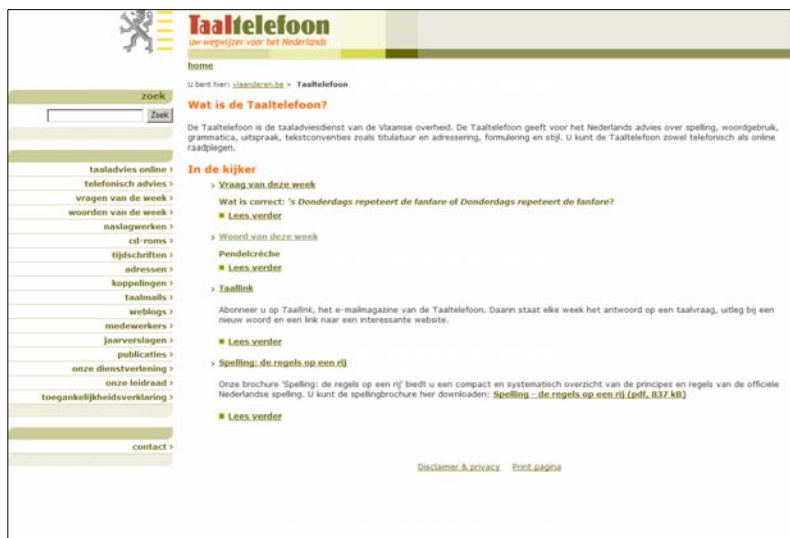 Taaltelefoon
uw wegwijzer voor het Nederlands
home
U bent hier: vlaanderen.be > Taaltelefoon
zoek
Zoek
taaladvies online >
telefonisch advies >
vragen van de week >
woorden van de week >
naslagwerken >
cd-roms >
tijdschriften >
adressen >
koppelingen >
taalmails >
weblogs >
medewerkers >
jaarverslagen >
publicaties >
onze dienstverlening >
onze leidraad >
toegankelijkheidsverklaring >
contact >
Wat is de Taaltelefoon?
De Taaltelefoon is de taaladviesdienst van de Vlaamse overheid. De Taaltelefoon geeft voor het Nederlands advies over spelling, woordgebruik,
grammatica, uitspraak, tekstconventies zoals titulatuur en adressering, formulering en stijl. U kunt de Taaltelefoon zowel telefonisch als online
raadplegen.
In de kijker
> Vraag van deze week
Wat is correct: 's Donderdags repeteert de fanfare of Donderdags repeteert de fanfare?
Lees verder
> Woord van deze week
Pendelcrèche
Lees verder
> Taallink
Abonneer u op Taallink, het e-mailmagazine van de Taaltelefoon. Daarin staat elke week het antwoord op een taalvraag, uitleg bij een
nieuw woord en een link naar een interessante website.
Lees verder
> Spelling: de regels op een rij
Onze brochure 'Spelling: de regels op een rij' biedt u een compact en systematisch overzicht van de principes en regels van de officiële
Nederlandse spelling. U kunt de spellingbrochure hier downloaden: Spelling - de regels op een rij (pdf, 837 kB)
Lees verder
Disclaimer & privacy Print pagina